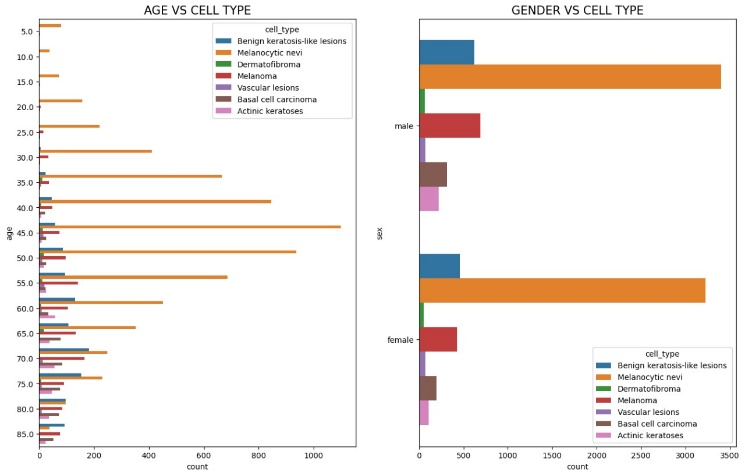 AGE VS CELL TYPE
cell_type
Benign keratosis-like lesions
Melanocytic nevi
Dermatofibroma
Melanoma
Vascular lesions
Basal cell carcinoma
Actinic keratoses
age
5.0
10.0
15.0
20.0
25.0
30.0
35.0
40.0
45.0
50.0
55.0
60.0
65.0
70.0
75.0
80.0
85.0
0 200 400 600 800 1000
count
GENDER VS CELL TYPE
sex
male
female
cell_type
Benign keratosis-like lesions
Melanocytic nevi
Dermatofibroma
Melanoma
Vascular lesions
Basal cell carcinoma
Actinic keratoses
0 500 1000 1500 2000 2500 3000 3500
count